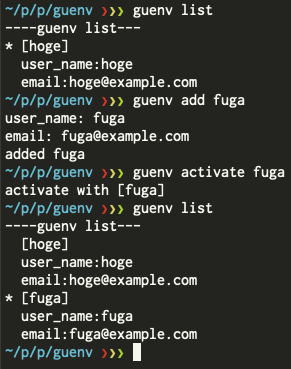 ~/p/p/guenv ❯❯❯ guenv list
----guenv list---
* [hoge]
  user_name:hoge
  email:hoge@example.com
~/p/p/guenv ❯❯❯ guenv add fuga
user_name: fuga
email: fuga@example.com
added fuga
~/p/p/guenv ❯❯❯ guenv activate fuga
activate with [fuga]
~/p/p/guenv ❯❯❯ guenv list
----guenv list---
  [hoge]
  user_name:hoge
  email:hoge@example.com
* [fuga]
  user_name:fuga
  email:fuga@example.com
~/p/p/guenv ❯❯❯